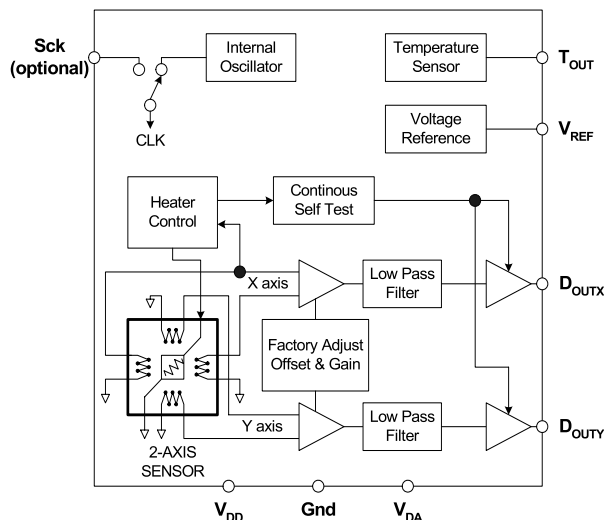 Sck
(optional)
Internal
Oscillator
Temperature
Sensor
TOUT
CLK
Voltage
Reference
VREF
Heater
Control
Continous
Self Test
X axis
Low Pass
Filter
DOUTX
Factory Adjust
Offset & Gain
Y axis
Low Pass
Filter
DOUTY
2-AXIS
SENSOR
VDD
Gnd
VDA